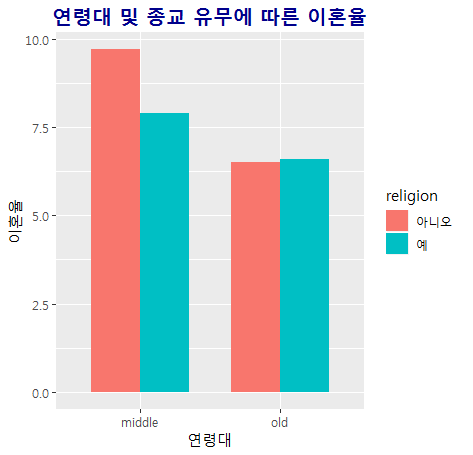 연령대 및 종교 유무에 따른 이혼율
10.0
7.5
5.0
2.5
0.0
이혼율
middle
old
연령대
religion
아니오
예